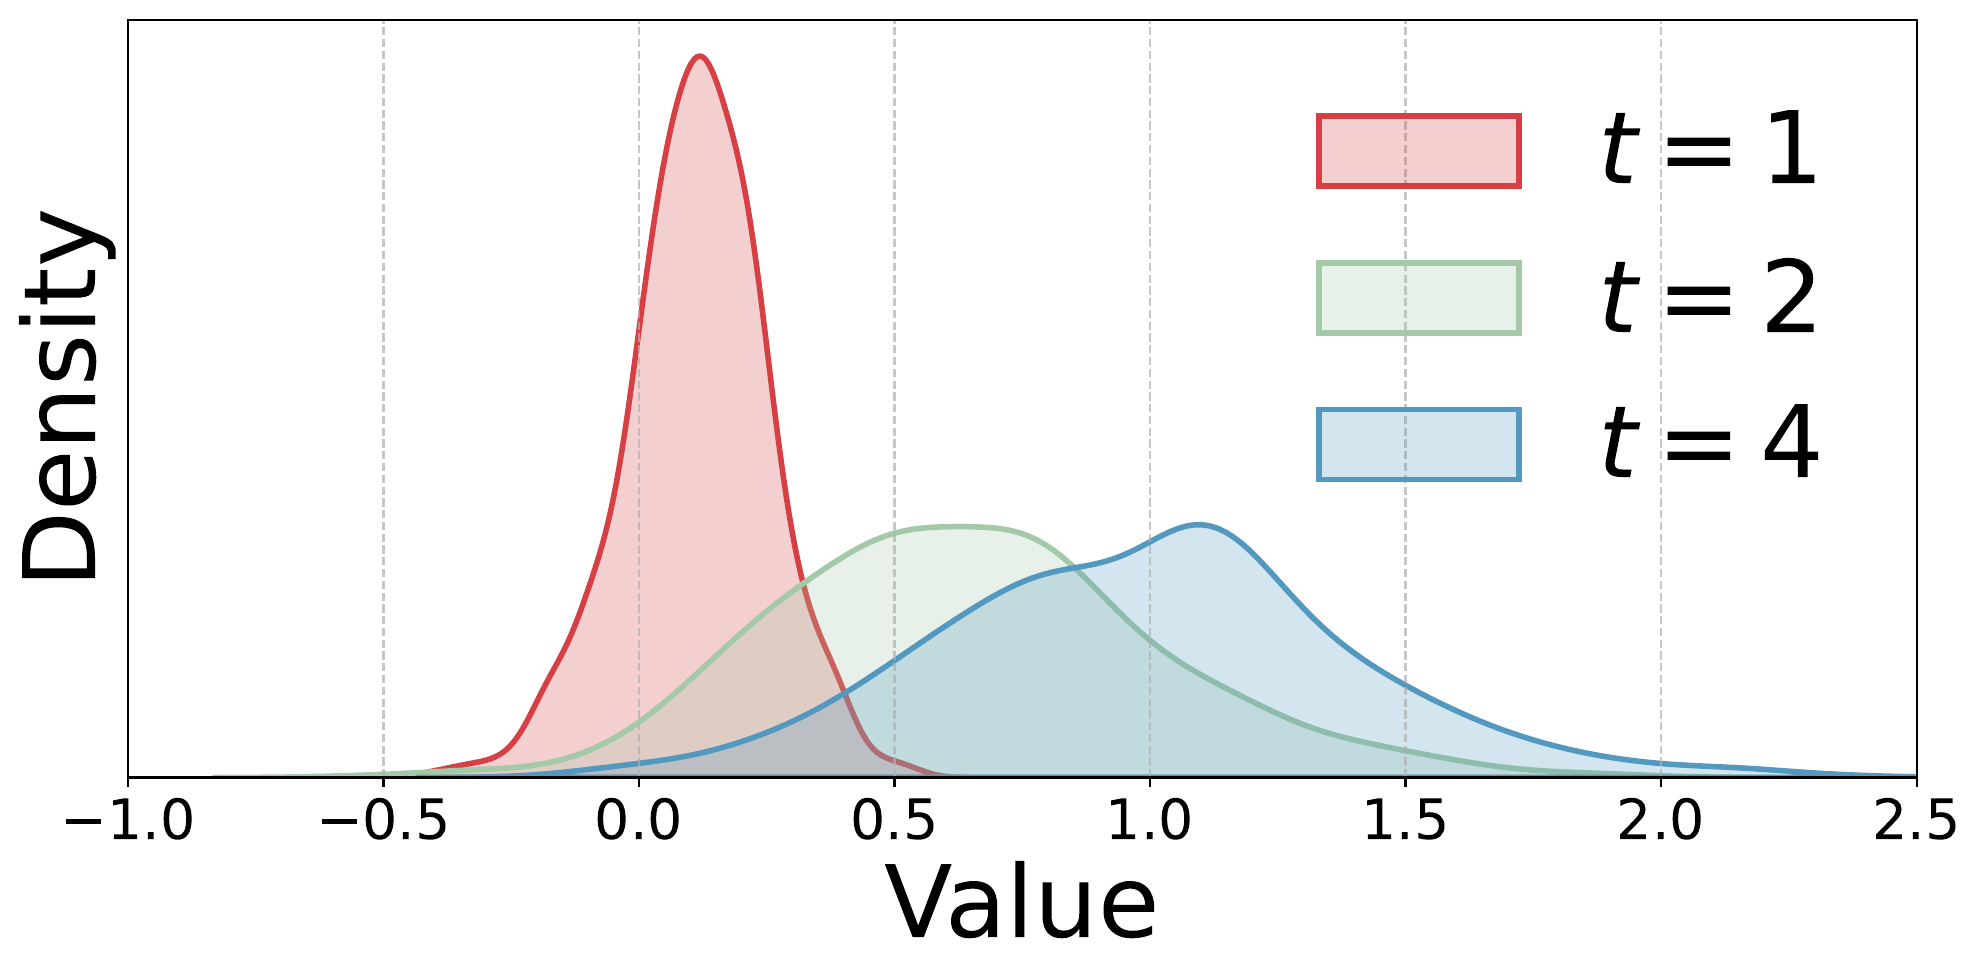 Density
t = 1
t = 2
t = 4
−1.0 −0.5 0.0 0.5 1.0 1.5 2.0 2.5
Value